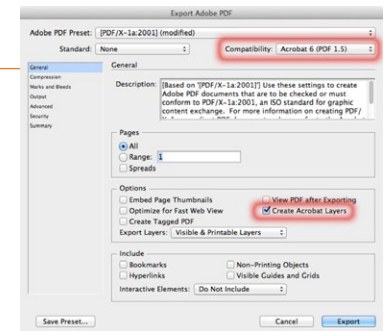 Export Adobe PDF
Adobe PDF Preset: [PDF/X-1a:2001] (modified)
Standard: None Compatibility: Acrobat 6 (PDF 1.5)
General
Compression
Marks and Bleeds
Output
Advanced
Security
Summary
General
Description: [Based on '[PDF/X-1a:2001]'] Use these settings to create
Adobe PDF documents that are to be checked or must
conform to PDF/X-1a:2001, an ISO standard for graphic
content exchange. For more information on creating PDF/
Pages
All
Range: 1
Spreads
Options
Embed Page Thumbnails View PDF after Exporting
Optimize for Fast Web View Create Acrobat Layers
Create Tagged PDF
Export Layers: Visible & Printable Layers
Include
Bookmarks Non-Printing Objects
Hyperlinks Visible Guides and Grids
Interactive Elements: Do Not Include
Save Preset... Cancel Export